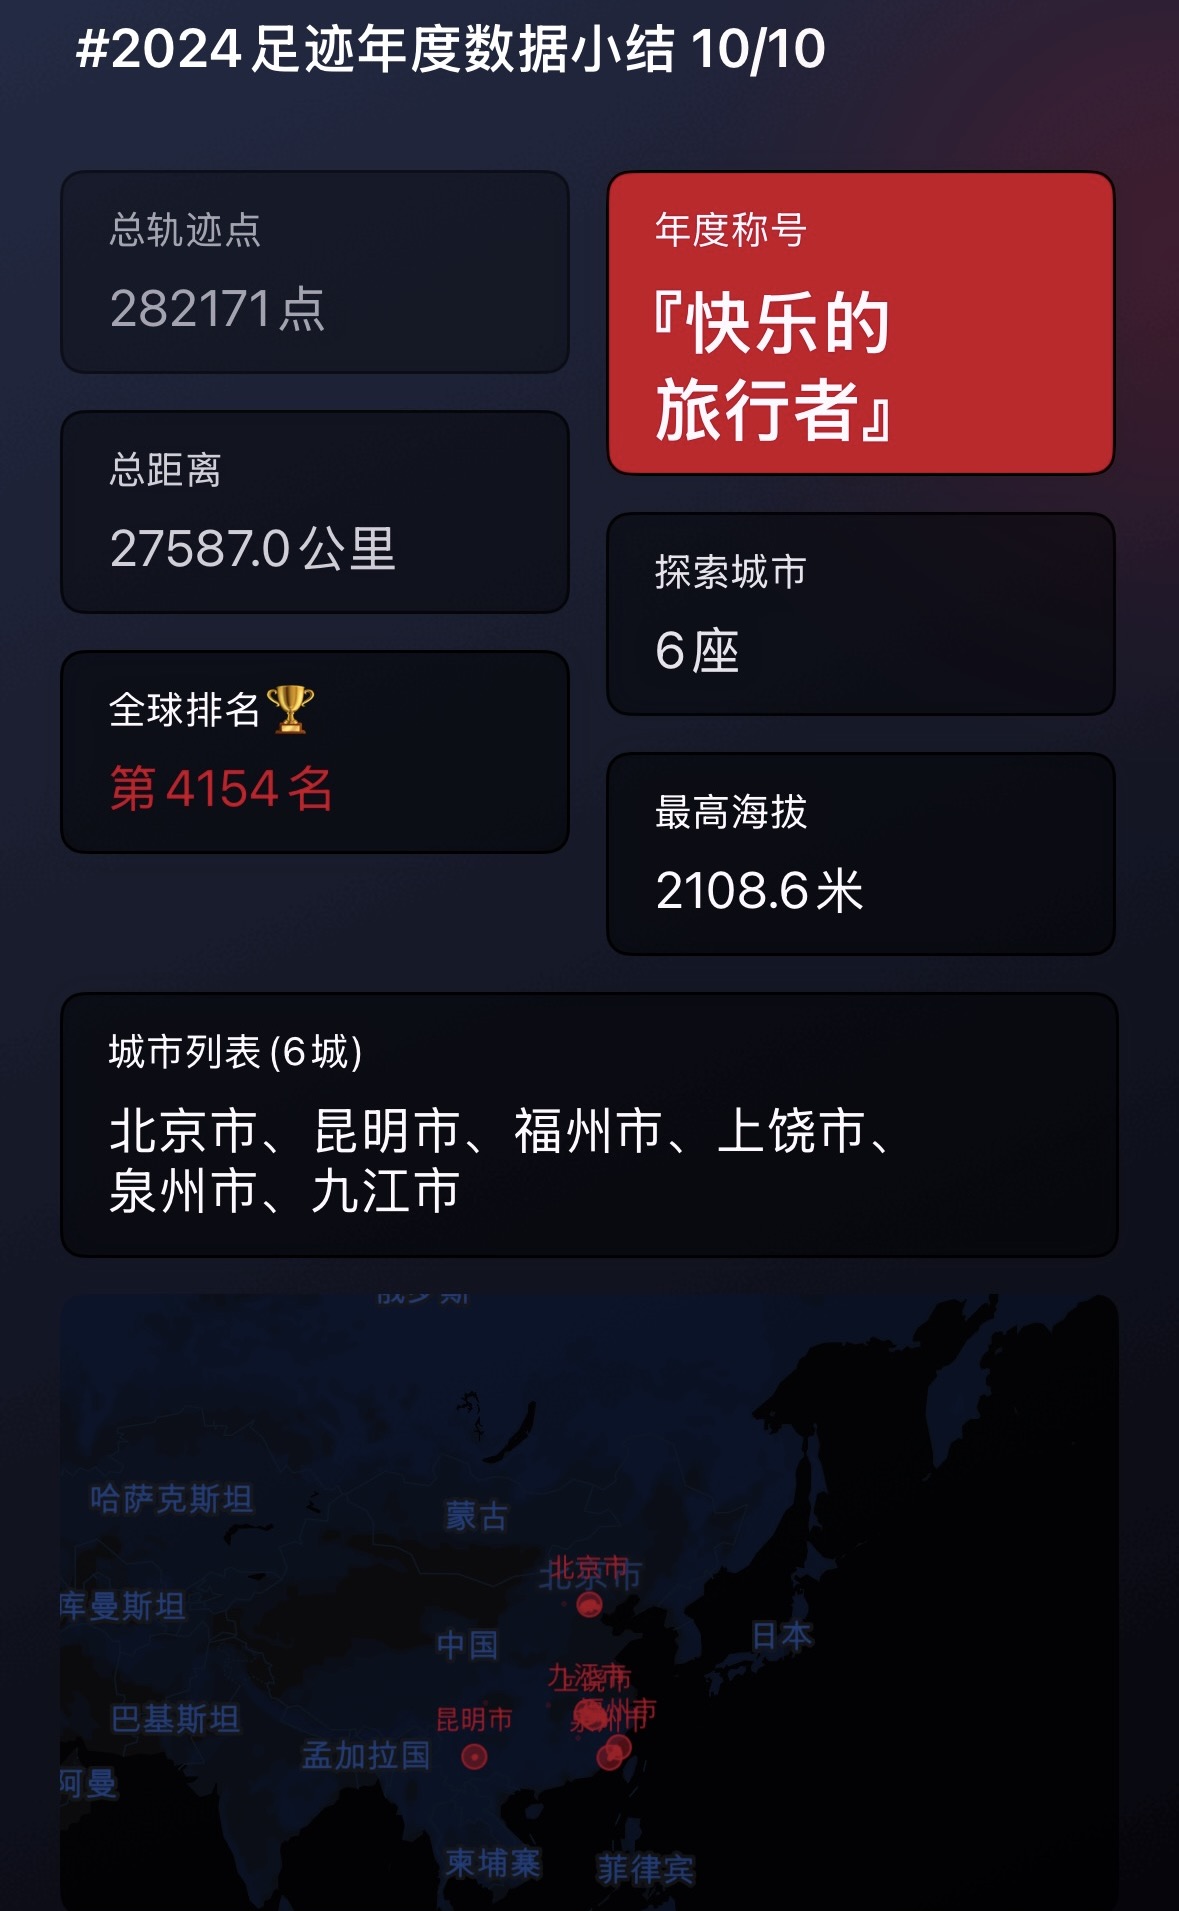 #2024足迹年度数据小结 10/10
总轨迹点
282171点
年度称号
『快乐的
旅行者』
总距离
27587.0公里
探索城市
6座
全球排名🏆
第4154名
最高海拔
2108.6米
城市列表(6城)
北京市、昆明市、福州市、上饶市、
泉州市、九江市
俄罗斯
哈萨克斯坦
蒙古
北京市
北京市
库曼斯坦
日本
中国
九江市
上饶市
巴基斯坦
昆明市
福州市
泉州市
孟加拉国
阿曼
柬埔寨
菲律宾